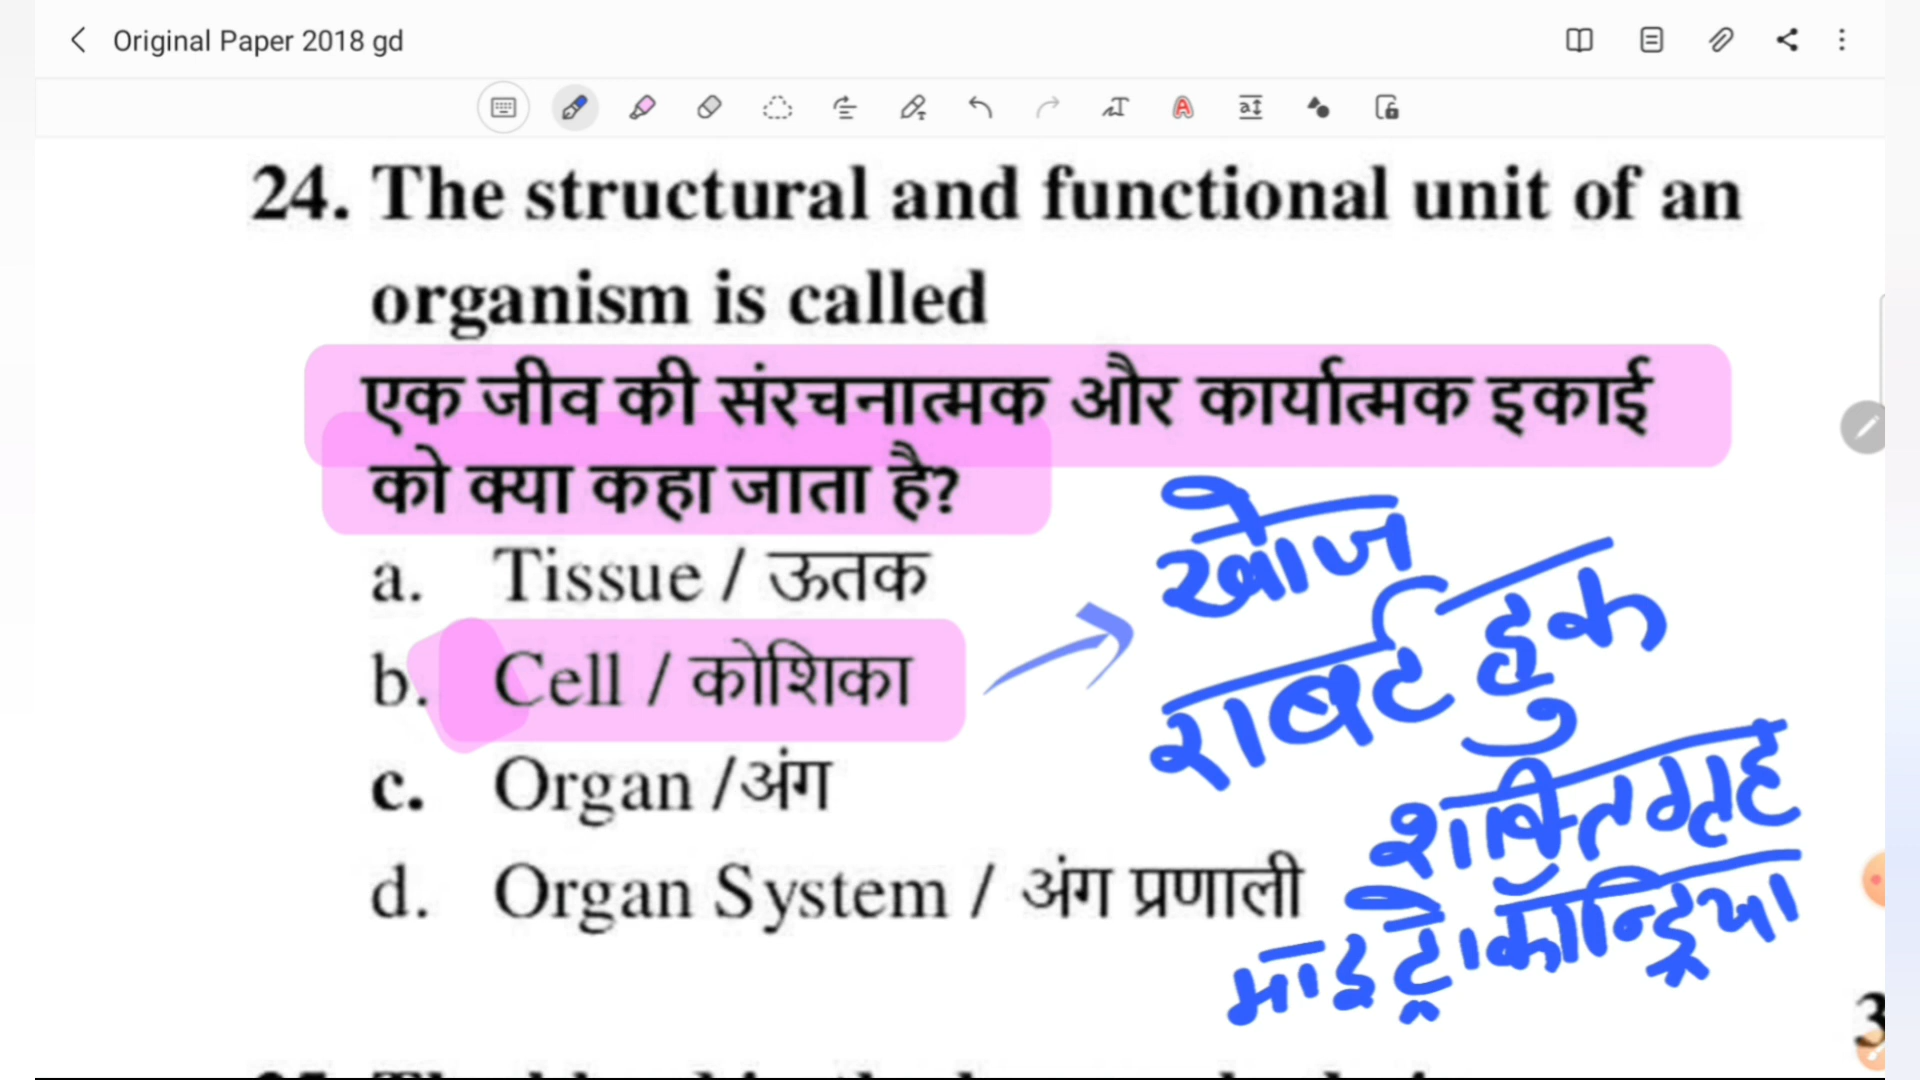 Original Paper 2018 gd
24. The structural and functional unit of an
organism is called
एक जीव की संरचनात्मक और कार्यात्मक इकाई
को क्या कहा जाता है?
a. Tissue / ऊतक
b. Cell / कोशिका
c. Organ /अंग
d. Organ System / अंग प्रणाली
खोज
राबर्ट हुक
शक्तिगृह
माइट्रोकॉन्ड्रिया
3